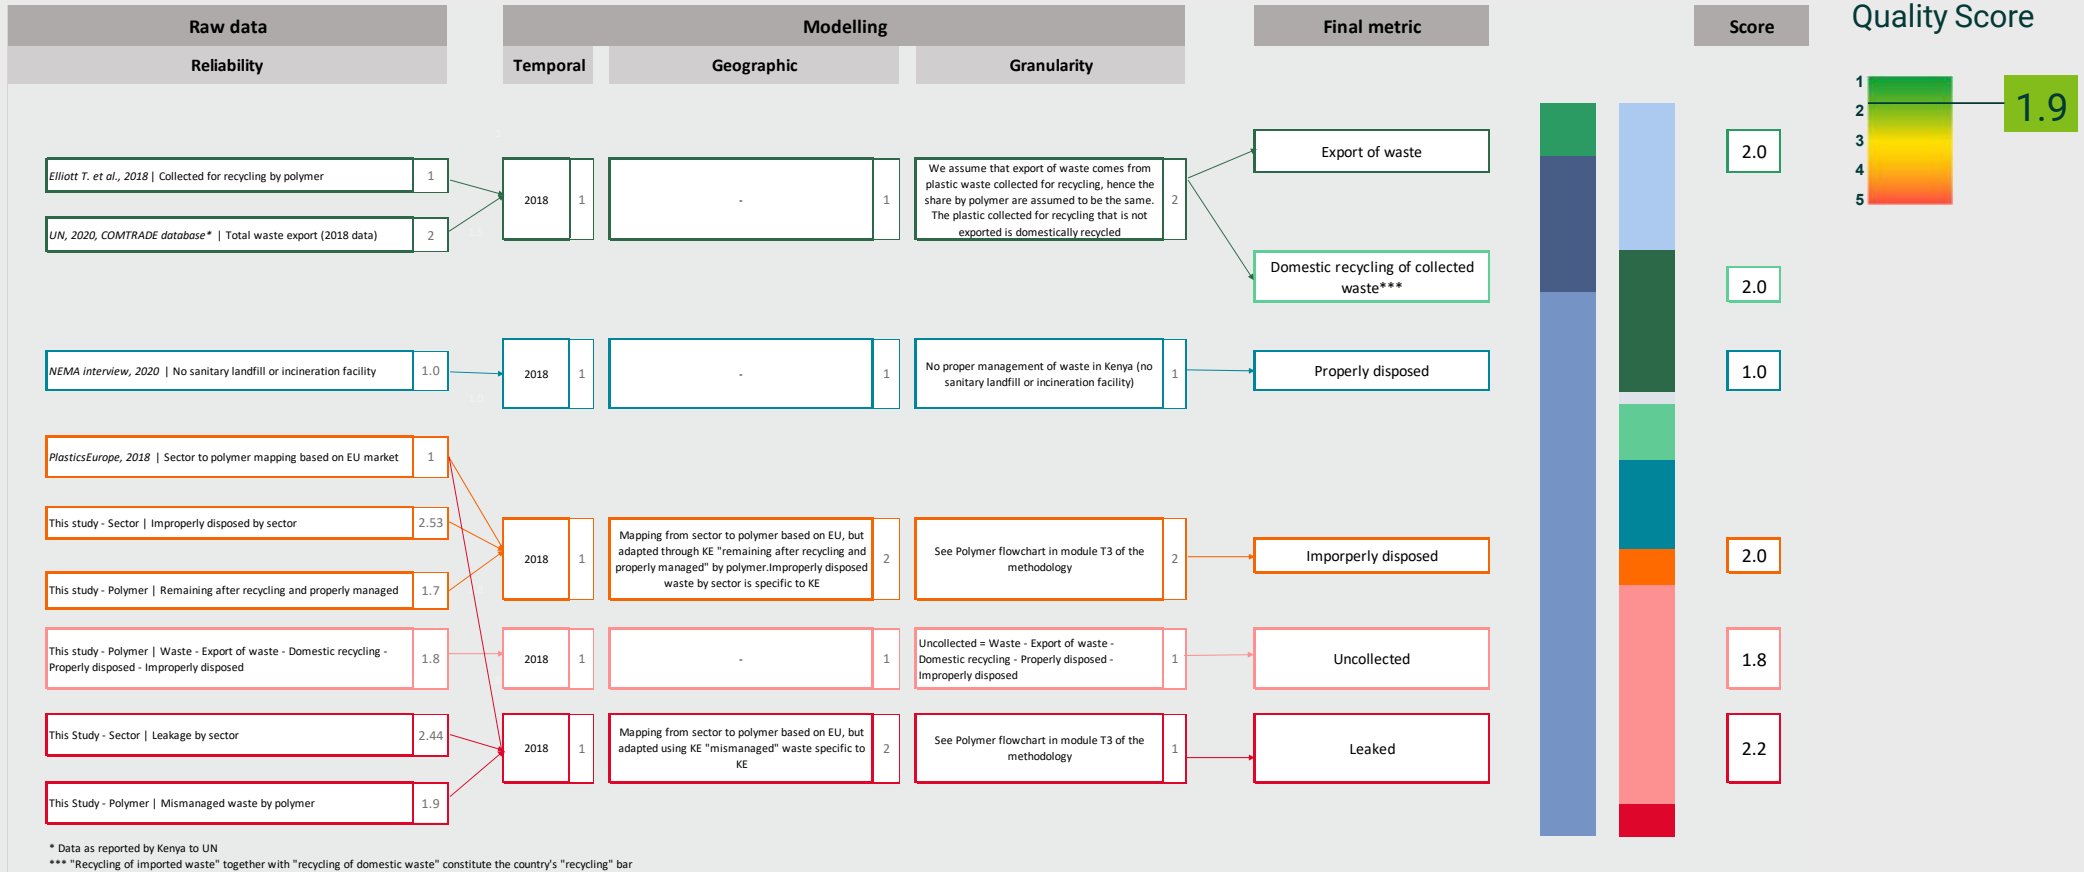 Raw data
Modelling
Final metric
Score
Quality Score
Reliability
Temporal
Geographic
Granularity
1
2
3
4
5
1.9
Elliott T. et al., 2018 | Collected for recycling by polymer
1
UN, 2020, COMTRADE database* | Total waste export (2018 data)
2
2018
1
-
1
We assume that export of waste comes from
plastic waste collected for recycling, hence the
share by polymer are assumed to be the same.
The plastic collected for recycling that is not
exported is domestically recycled
2
Export of waste
2.0
Domestic recycling of collected
waste***
2.0
NEMA interview, 2020 | No sanitary landfill or incineration facility
1.0
2018
1
-
1
No proper management of waste in Kenya (no
sanitary landfill or incineration facility)
1
Properly disposed
1.0
PlasticsEurope, 2018 | Sector to polymer mapping based on EU market
1
This study - Sector | Improperly disposed by sector
2.53
This study - Polymer | Remaining after recycling and properly managed
1.7
2018
1
Mapping from sector to polymer based on EU, but
adapted through KE "remaining after recycling and
properly managed" by polymer.Improperly disposed
waste by sector is specific to KE
2
See Polymer flowchart in module T3 of the
methodology
2
Imporperly disposed
2.0
This study - Polymer | Waste - Export of waste - Domestic recycling -
Properly disposed - Improperly disposed
1.8
2018
1
-
1
Uncollected = Waste - Export of waste -
Domestic recycling - Properly disposed -
Improperly disposed
1
Uncollected
1.8
This Study - Sector | Leakage by sector
2.44
This Study - Polymer | Mismanaged waste by polymer
1.9
2018
1
Mapping from sector to polymer based on EU, but
adapted using KE "mismanaged" waste specific to
KE
2
See Polymer flowchart in module T3 of the
methodology
1
Leaked
2.2
* Data as reported by Kenya to UN
*** "Recycling of imported waste" together with "recycling of domestic waste" constitute the country's "recycling" bar